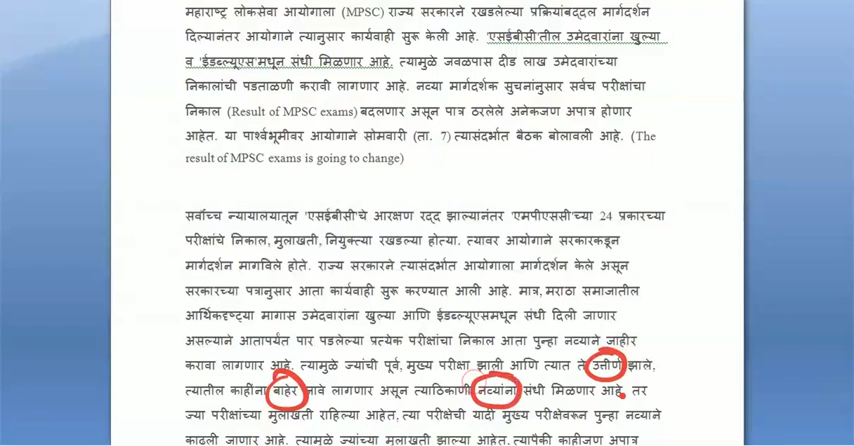 महाराष्ट्र लोकसेवा आयोगाला (MPSC) राज्य सरकारने रखडलेल्या प्रक्रियांबद्दल मार्गदर्शन
दिल्यानंतर आयोगाने त्यानुसार कार्यवाही सुरू केली आहे. 'एसईबीसी'तील उमेदवारांना खुल्या
व 'ईडब्ल्यूएस'मधून संधी मिळणार आहे. त्यामुळे जवळपास दीड लाख उमेदवारांच्या
निकालांची पडताळणी करावी लागणार आहे. नव्या मार्गदर्शक सुचनांनुसार सर्वच परीक्षांचा
निकाल (Result of MPSC exams) बदलणार असून पात्र ठरलेले अनेकजण अपात्र होणार
आहेत. या पार्श्वभूमीवर आयोगाने सोमवारी (ता. 7) त्यासंदर्भात बैठक बोलावली आहे. (The
result of MPSC exams is going to change)
सर्वोच्च न्यायालयातून 'एसईबीसी'चे आरक्षण रद्द झाल्यानंतर 'एमपीएससी'च्या 24 प्रकारच्या
परीक्षांचे निकाल, मुलाखती, नियुक्त्या रखडल्या होत्या. त्यावर आयोगाने सरकारकडून
मार्गदर्शन मागविले होते. राज्य सरकारने त्यासंदर्भात आयोगाला मार्गदर्शन केले असून
सरकारच्या पत्रानुसार आता कार्यवाही सुरू करण्यात आली आहे. मात्र, मराठा समाजातील
आर्थिकदृष्ट्या मागास उमेदवारांना खुल्या आणि ईडब्ल्यूएसमधून संधी दिली जाणार
असल्याने आतापर्यंत पार पडलेल्या प्रत्येक परीक्षांचा निकाल आता पुन्हा नव्याने जाहीर
करावा लागणार आहे. त्यामुळे ज्यांची पूर्व, मुख्य परीक्षा झाली आणि त्यात ते उत्तीर्ण झाले,
त्यातील काहींना बाहेर जावे लागणार असून त्याठिकाणी नव्यांना संधी मिळणार आहे. तर
ज्या परीक्षांच्या मुलाखती राहिल्या आहेत, त्या परीक्षेची यादी मुख्य परीक्षेवरून पुन्हा नव्याने
काढली जाणार आहे. त्यामुळे ज्यांच्या मुलाखती झाल्या आहेत, त्यापैकी काहीजण अपात्र